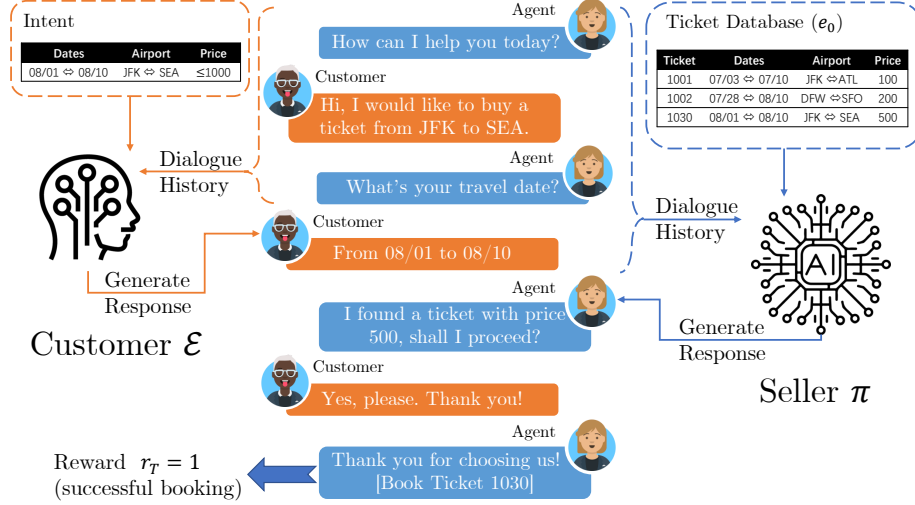 Intent
Dates Airport Price
08/01 ⇔ 08/10 JFK ⇔ SEA ≤1000
Agent
How can I help you today?
Customer
Hi, I would like to buy a
ticket from JFK to SEA.
Agent
What's your travel date?
Customer
From 08/01 to 08/10
Agent
I found a ticket with price
500, shall I proceed?
Customer
Yes, please. Thank you!
Agent
Thank you for choosing us!
[Book Ticket 1030]
Dialogue
History
Generate
Response
Customer ℰ
Reward r_T = 1
(successful booking)
Ticket Database (e₀)
Ticket Dates Airport Price
1001 07/03 ⇔ 07/10 JFK ⇔ATL 100
1002 07/28 ⇔ 08/10 DFW ⇔SFO 200
1030 08/01 ⇔ 08/10 JFK ⇔ SEA 500
Dialogue
History
AI
Generate
Response
Seller π